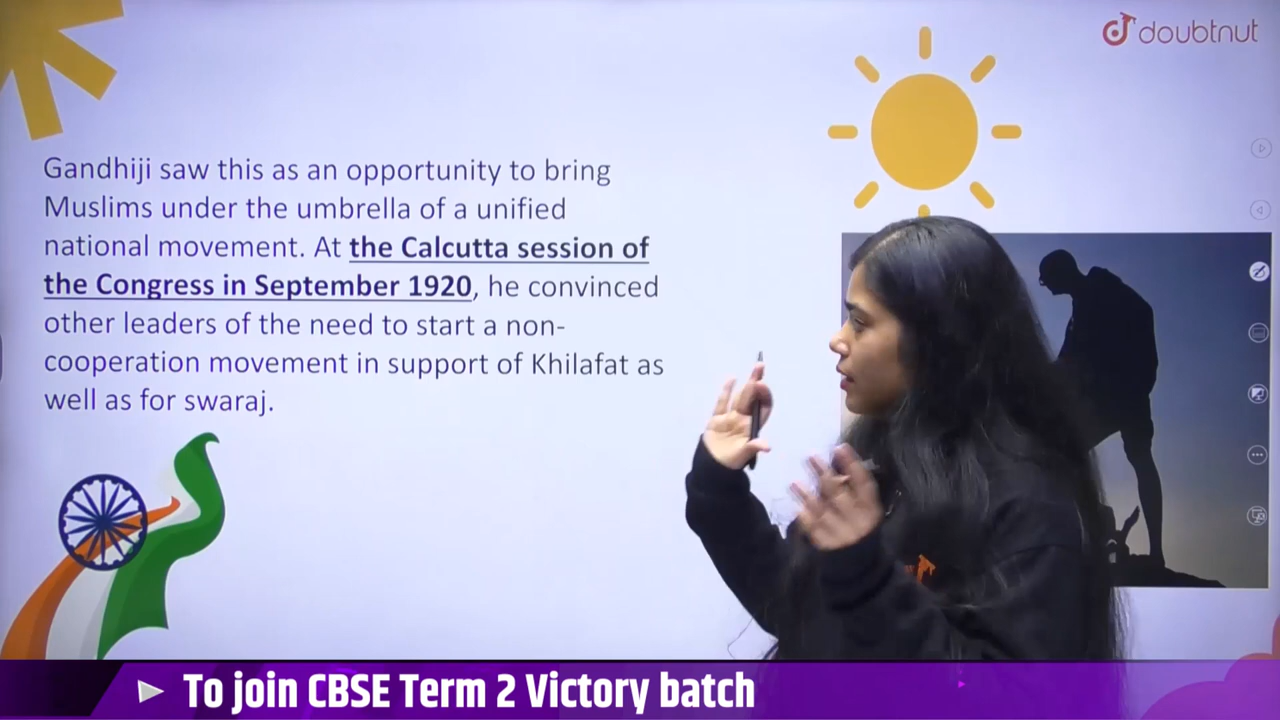 doubtnut
Gandhiji saw this as an opportunity to bring
Muslims under the umbrella of a unified
national movement. At the Calcutta session of
the Congress in September 1920, he convinced
other leaders of the need to start a non-
cooperation movement in support of Khilafat as
well as for swaraj.
To join CBSE Term 2 Victory batch